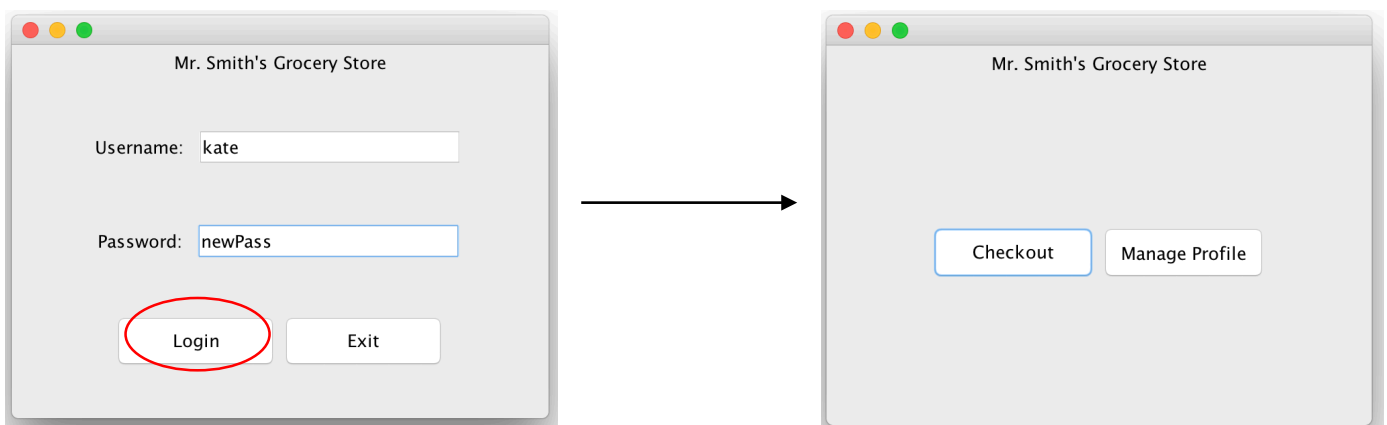 Mr. Smith's Grocery Store
Username: kate
Password: newPass
Login Exit
Mr. Smith's Grocery Store
Checkout Manage Profile